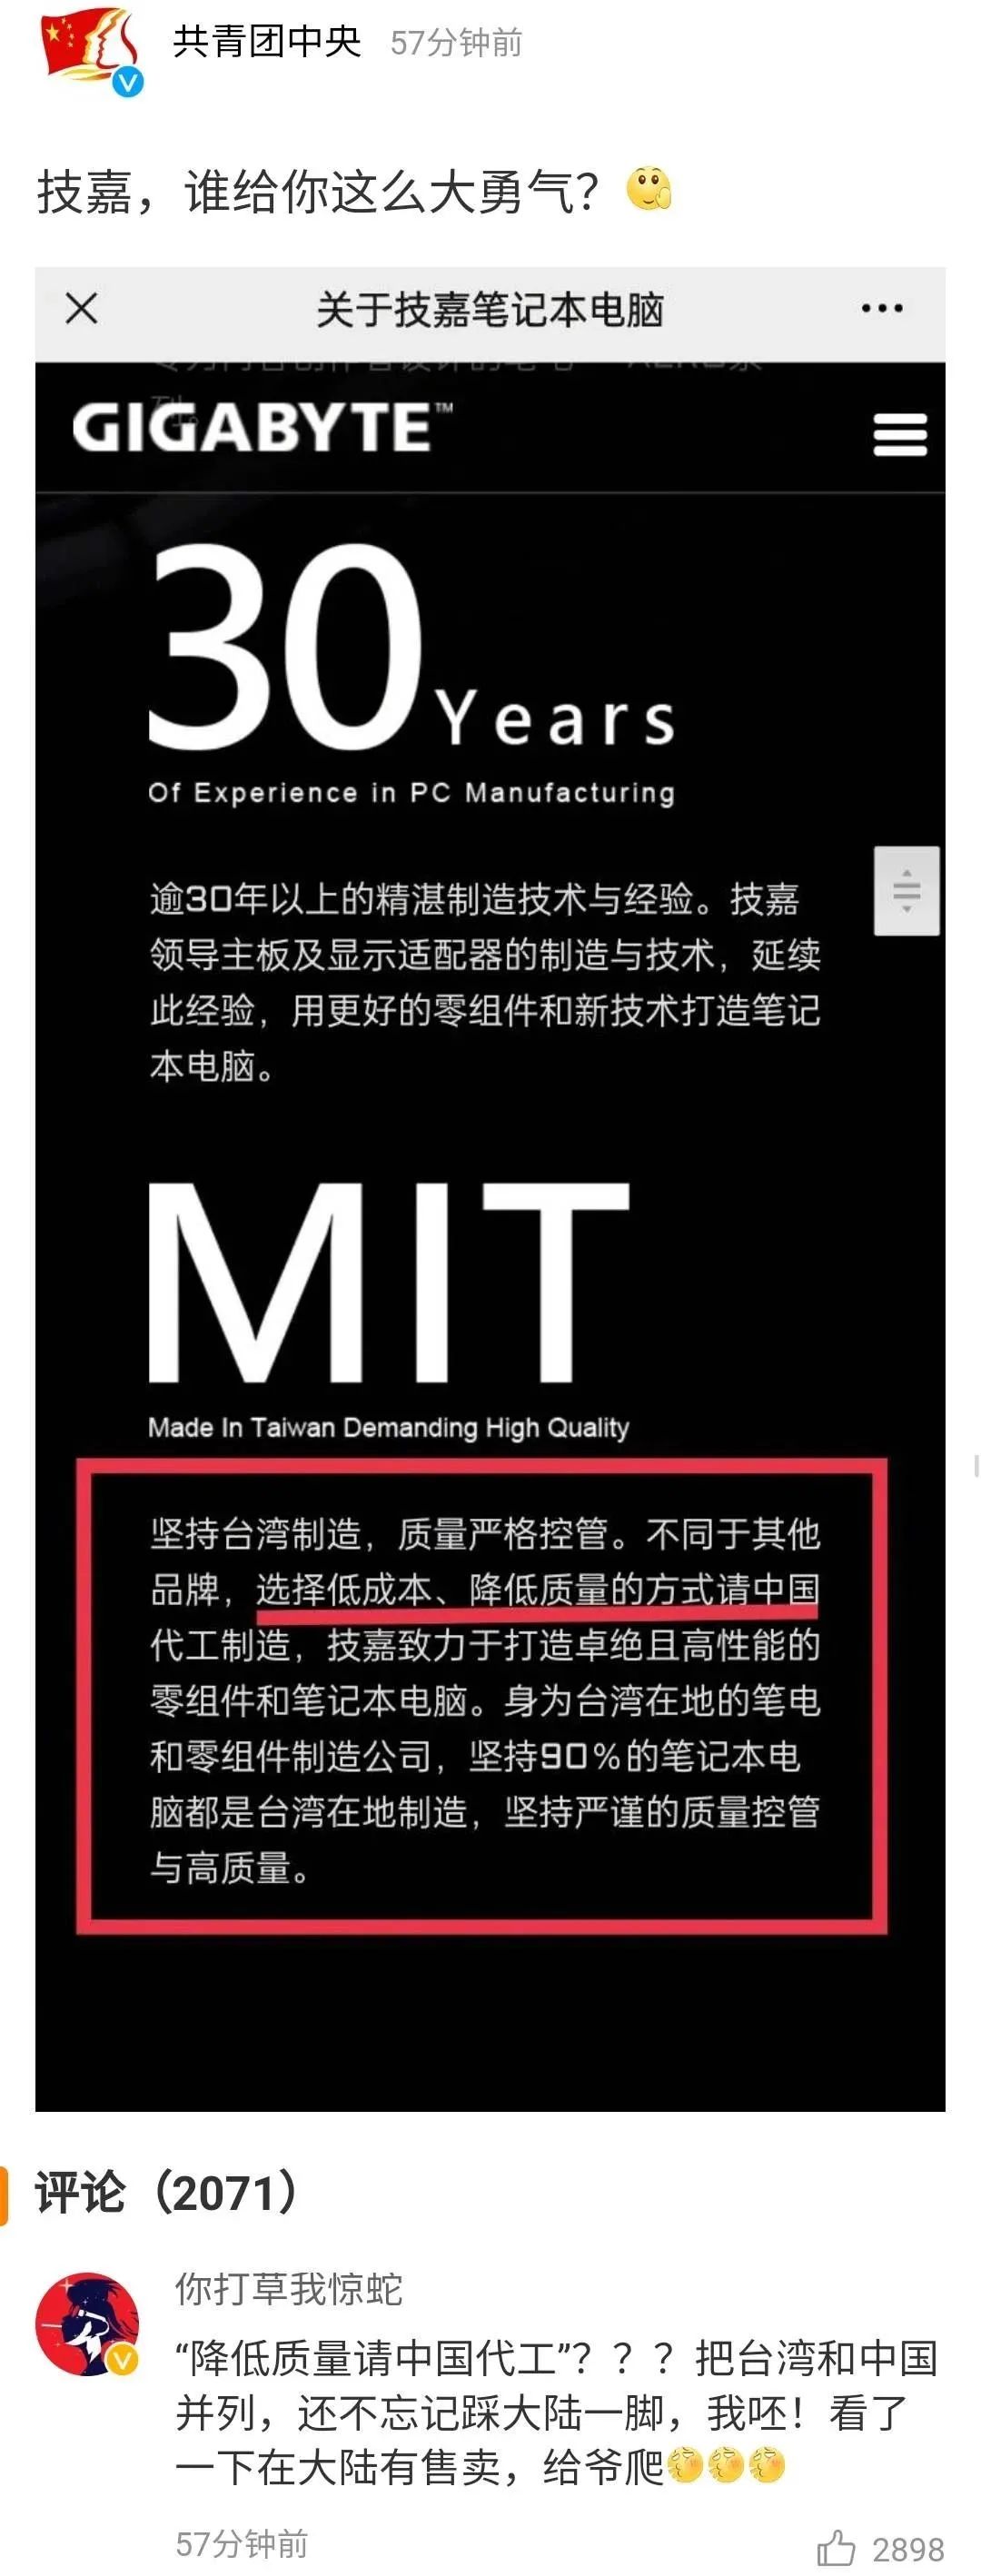 共青团中央 57分钟前
技嘉，谁给你这么大勇气？
关于技嘉笔记本电脑
GIGABYTE™
30Years
Of Experience in PC Manufacturing
逾30年以上的精湛制造技术与经验。技嘉
领导主板及显示适配器的制造与技术，延续
此经验，用更好的零组件和新技术打造笔记
本电脑。
MIT
Made In Taiwan Demanding High Quality
坚持台湾制造，质量严格控管。不同于其他
品牌，选择低成本、降低质量的方式请中国
代工制造，技嘉致力于打造卓绝且高性能的
零组件和笔记本电脑。身为台湾在地的笔电
和零组件制造公司，坚持90%的笔记本电
脑都是台湾在地制造，坚持严谨的质量控管
与高质量。
评论（2071）
你打草我惊蛇
“降低质量请中国代工”？？？把台湾和中国
并列，还不忘记踩大陆一脚，我呸！看了
一下在大陆有售卖，给爷爬
57分钟前 2898